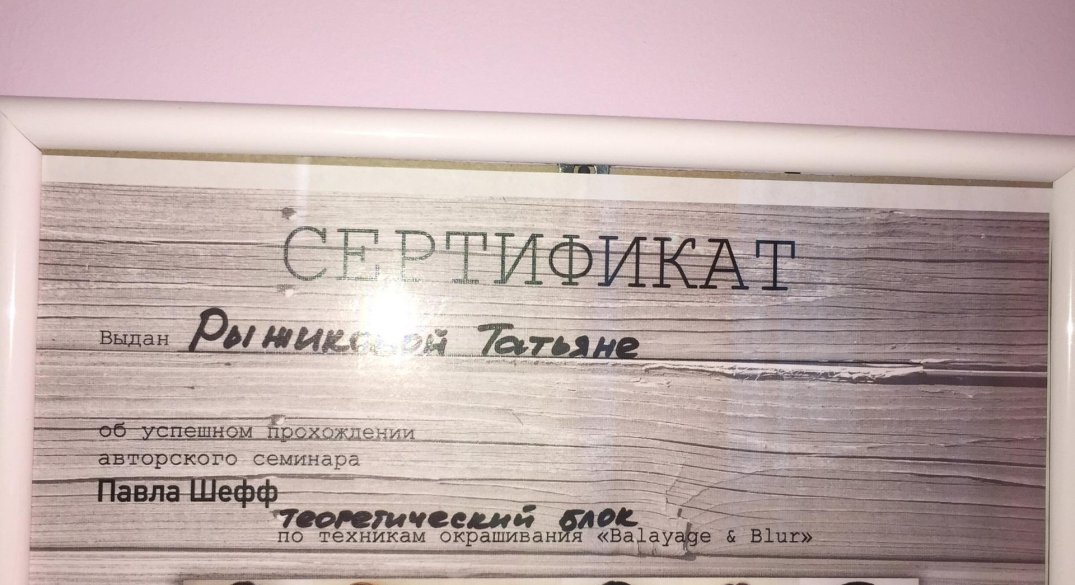 СЕРТИФИКАТ
Выдан Рыжиковой Татьяне
об успешном прохождении
авторского семинара
Павла Шефф
теоретический блок
по техникам окрашивания «Balayage & Blur»